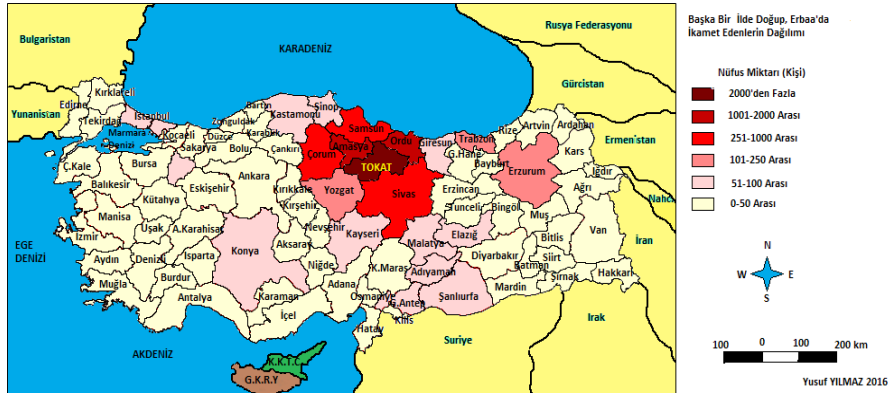 Başka Bir İlde Doğup, Erbaa'da
İkamet Edenlerin Dağılımı
Nüfus Miktarı (Kişi)
2000'den Fazla
1001-2000 Arası
251-1000 Arası
101-250 Arası
51-100 Arası
0-50 Arası
N
W E
S
100 0 100 200 km
Yusuf YILMAZ 2016
Bulgaristan
KARADENİZ
Rusya Federasyonu
Gürcistan
Yunanistan
Ermenistan
Nahç
İran
Irak
Suriye
EGE
DENİZİ
AKDENİZ
K.K.T.C
G.K.R.Y
Marmara
Denizi
Edirne
Kırklareli
Tekirdağ
İstanbul
Kocaeli
Sakarya
Düzce
Zonguldak
Bartın
Karabük
Kastamonu
Sinop
Samsun
Ordu
Giresun
Trabzon
Rize
Artvin
Ardahan
Kars
Iğdır
Ağrı
Erzurum
Bayburt
G.Hane
Amasya
TOKAT
Çorum
Çankırı
Bolu
Bursa
Ç.Kale
Balıkesir
Kütahya
Eskişehir
Ankara
Kırıkkale
Yozgat
Sivas
Erzincan
Tunceli
Bingöl
Muş
Bitlis
Van
Manisa
İzmir
Uşak
A.Karahisar
Konya
Aksaray
Kırşehir
Nevşehir
Kayseri
Malatya
Elazığ
Diyarbakır
Batman
Siirt
Şırnak
Hakkari
Mardin
Şanlıurfa
Adıyaman
K.Maraş
G.Antep
Kilis
Osmaniye
Hatay
Adana
Niğde
Karaman
İçel
Antalya
Isparta
Burdur
Denizli
Aydın
Muğla